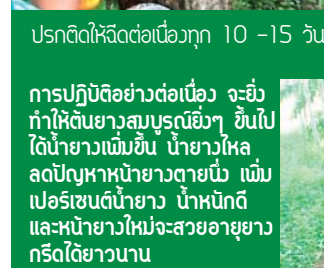 ปรกติดให้ฉีดต่อเนื่องทุก 10 -15 วัน
การปฏิบัติอย่างต่อเนื่อง จะยิ่ง
ทำให้ต้นยางสมบูรณ์ยิ่งๆ ขึ้นไป
ได้น้ำยางเพิ่มขึ้น น้ำยางไหล
ลดปัญหาหน้ายางตายนึ่ง เพิ่ม
เปอร์เซนต์น้ำยาง น้ำหนักดี
และหน้ายางใหม่จะสวยอายุยาง
กรีดได้ยาวนาน